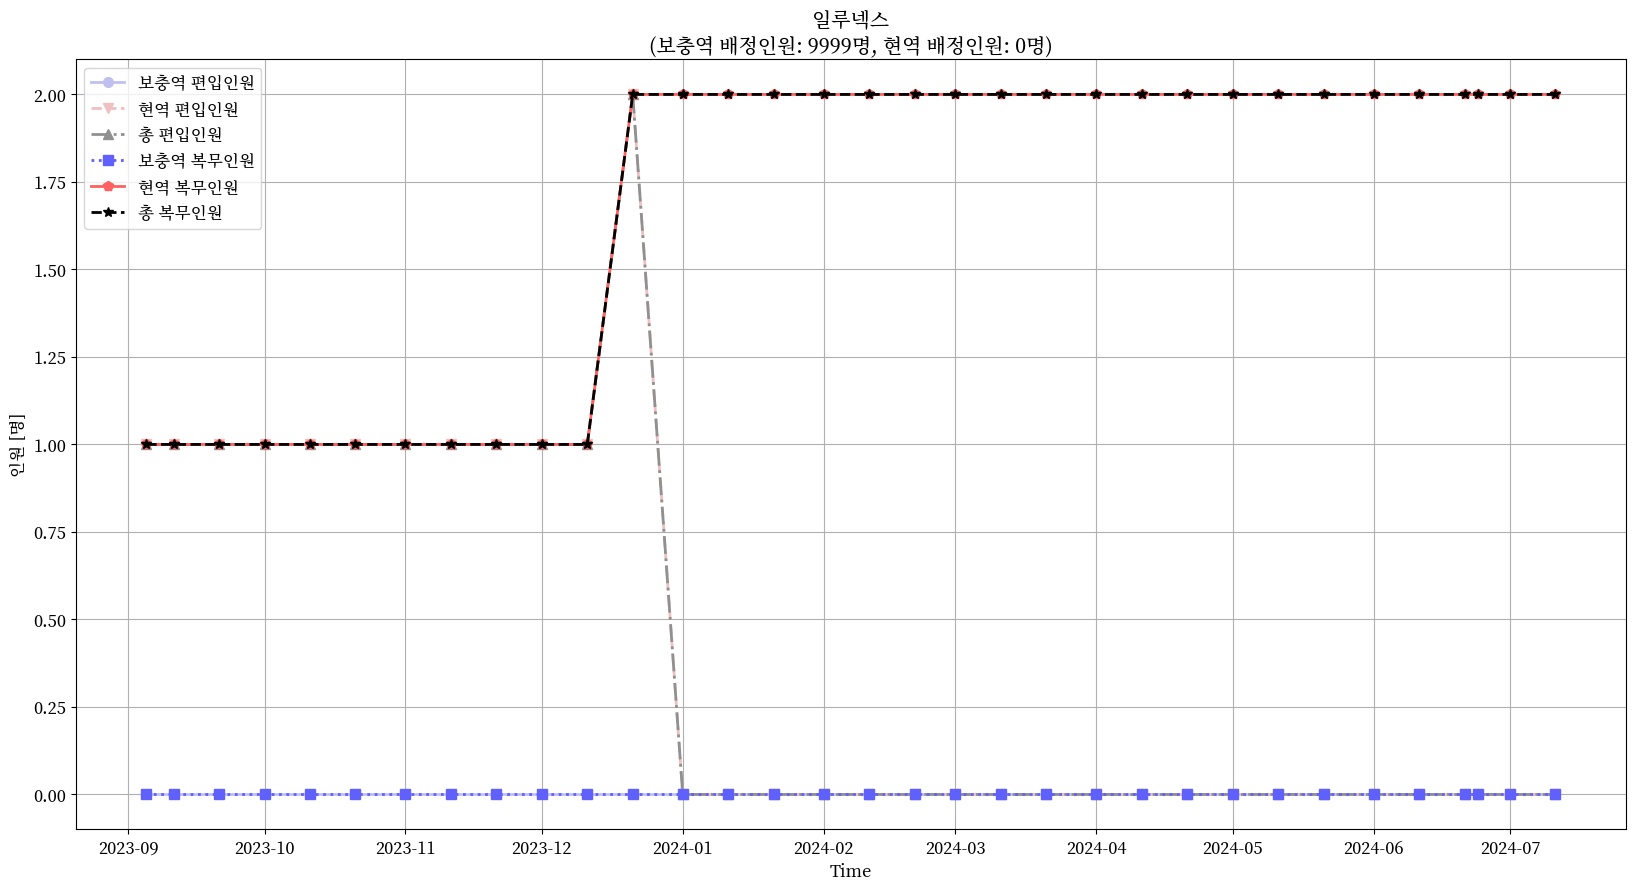 일루넥스
(보충역 배정인원: 9999명, 현역 배정인원: 0명)
보충역 편입인원
현역 편입인원
총 편입인원
보충역 복무인원
현역 복무인원
총 복무인원
인원 [명]
2.00
1.75
1.50
1.25
1.00
0.75
0.50
0.25
0.00
2023-09 2023-10 2023-11 2023-12 2024-01 2024-02 2024-03 2024-04 2024-05 2024-06 2024-07
Time